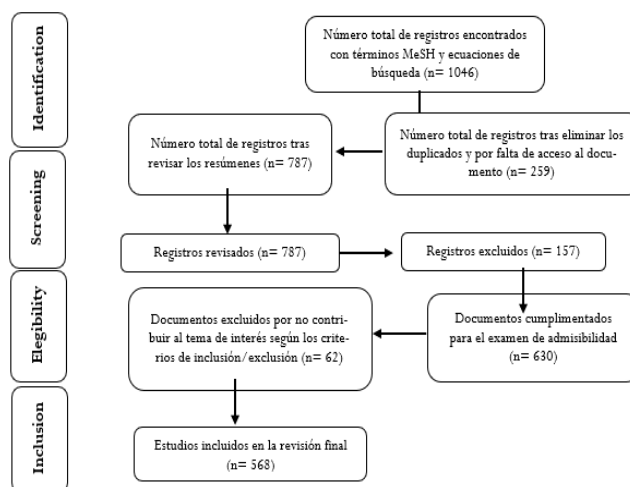 Identification
Número total de registros encontrados
con términos MeSH y ecuaciones de
búsqueda (n= 1046)
Número total de registros tras
revisar los resúmenes (n= 787)
Número total de registros tras eliminar los
duplicados y por falta de acceso al docu-
mento (n= 259)
Screening
Registros revisados (n= 787)
Registros excluidos (n= 157)
Elegibility
Documentos excluidos por no contri-
buir al tema de interés según los crite-
rios de inclusión/exclusión (n= 62)
Documentos cumplimentados
para el examen de admisibilidad
(n= 630)
Inclusion
Estudios incluidos en la revisión final
(n= 568)